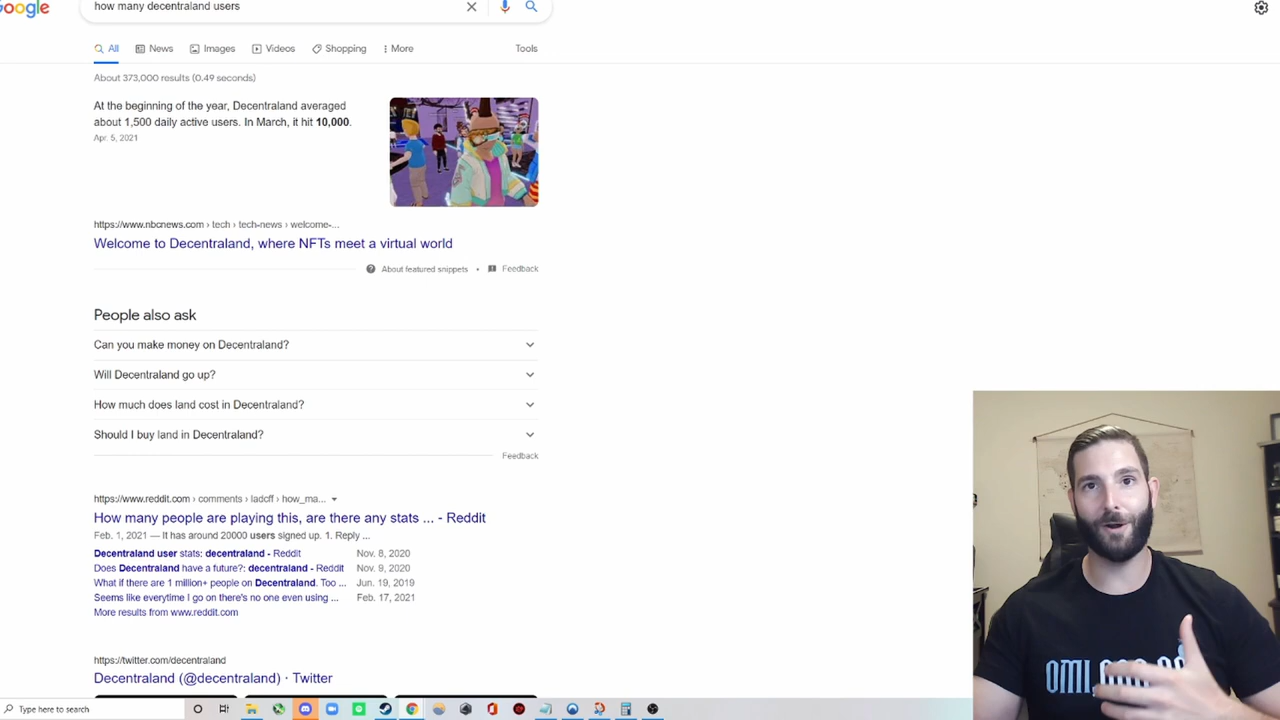 Google
how many decentraland users
All
News
Images
Videos
Shopping
More
Tools
About 373,000 results (0.49 seconds)
At the beginning of the year, Decentraland averaged
about 1,500 daily active users. In March, it hit 10,000.
Apr. 5, 2021
https://www.nbcnews.com › tech › tech-news › welcome-...
Welcome to Decentraland, where NFTs meet a virtual world
About featured snippets • Feedback
People also ask
Can you make money on Decentraland?
Will Decentraland go up?
How much does land cost in Decentraland?
Should I buy land in Decentraland?
Feedback
https://www.reddit.com › comments › ladcff › how_ma...
How many people are playing this, are there any stats ... - Reddit
Feb. 1, 2021 — It has around 20000 users signed up. 1. Reply ...
Decentraland user stats: decentraland - Reddit Nov. 8, 2020
Does Decentraland have a future?: decentraland - Reddit Nov. 9, 2020
What if there are 1 million+ people on Decentraland. Too ... Jun. 19, 2019
Seems like everytime I go on there's no one even using ... Feb. 17, 2021
More results from www.reddit.com
https://twitter.com/decentraland
Decentraland (@decentraland) · Twitter
Type here to search